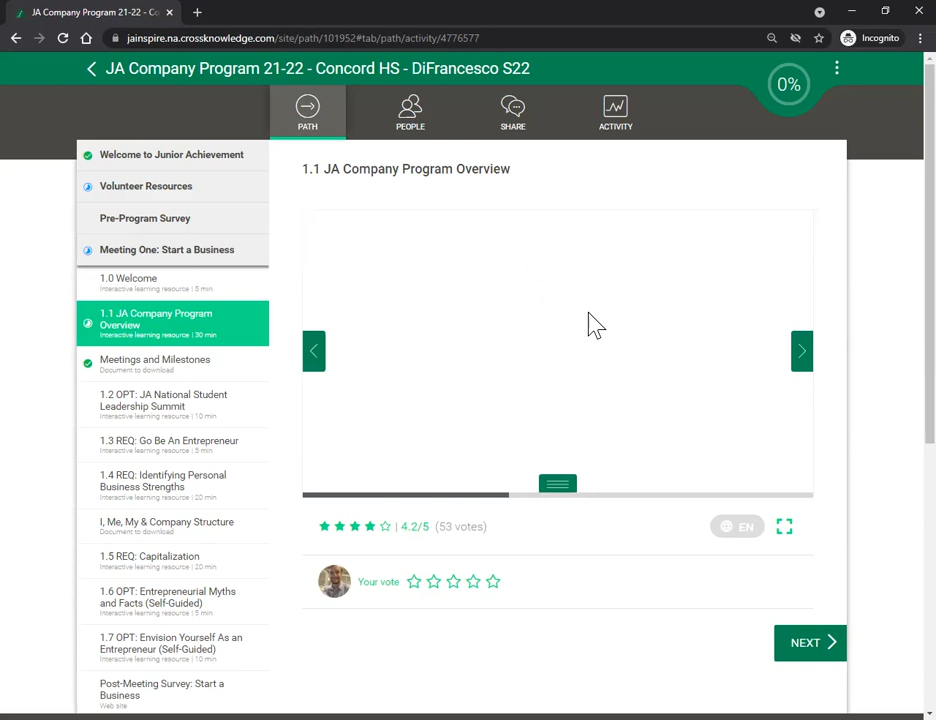 JA Company Program 21-22 - Co
jainspire.na.crossknowledge.com/site/path/101952#tab/path/activity/4776577
Incognito
JA Company Program 21-22 - Concord HS - DiFrancesco S22
0%
PATH
PEOPLE
SHARE
ACTIVITY
Welcome to Junior Achievement
Volunteer Resources
Pre-Program Survey
Meeting One: Start a Business
1.0 Welcome
Interactive learning resource | 5 min
1.1 JA Company Program
Overview
Interactive learning resource | 30 min
Meetings and Milestones
Document to download
1.2 OPT: JA National Student
Leadership Summit
Interactive learning resource | 10 min
1.3 REQ: Go Be An Entrepreneur
Interactive learning resource | 5 min
1.4 REQ: Identifying Personal
Business Strengths
Interactive learning resource | 20 min
I, Me, My & Company Structure
Document to download
1.5 REQ: Capitalization
Interactive learning resource | 20 min
1.6 OPT: Entrepreneurial Myths
and Facts (Self-Guided)
Interactive learning resource | 5 min
1.7 OPT: Envision Yourself As an
Entrepreneur (Self-Guided)
Interactive learning resource | 10 min
Post-Meeting Survey: Start a
Business
Web site
1.1 JA Company Program Overview
| 4.2/5 (53 votes)
EN
Your vote
NEXT